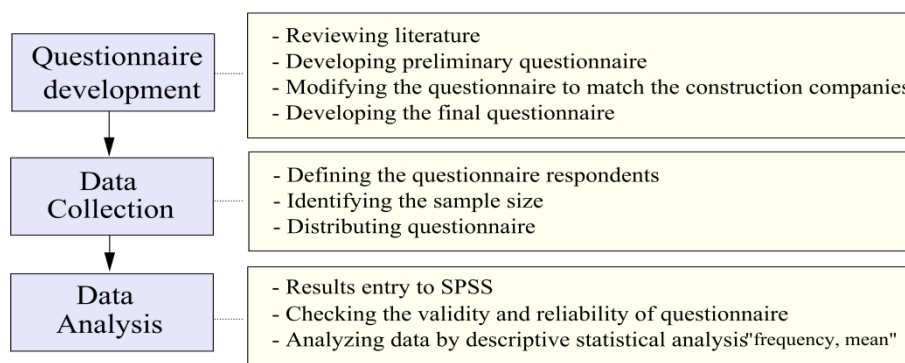 Questionnaire
development
- Reviewing literature
- Developing preliminary questionnaire
- Modifying the questionnaire to match the construction companies
- Developing the final questionnaire
Data
Collection
- Defining the questionnaire respondents
- Identifying the sample size
- Distributing questionnaire
Data
Analysis
- Results entry to SPSS
- Checking the validity and reliability of questionnaire
- Analyzing data by descriptive statistical analysis"frequency, mean"